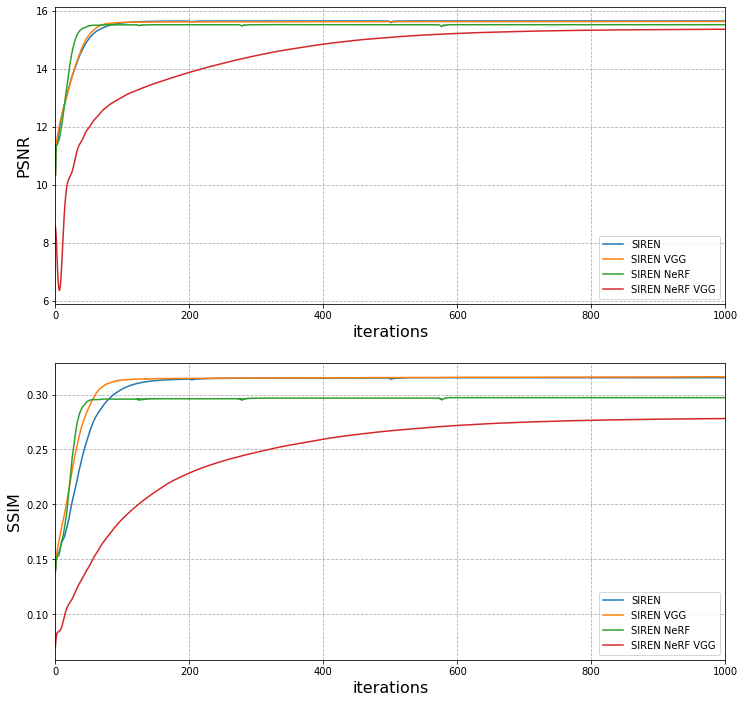 16
14
12
10
8
6
PSNR
SIREN
SIREN VGG
SIREN NeRF
SIREN NeRF VGG
0 200 400 600 800 1000
iterations
0.30
0.25
0.20
0.15
0.10
SSIM
SIREN
SIREN VGG
SIREN NeRF
SIREN NeRF VGG
0 200 400 600 800 1000
iterations